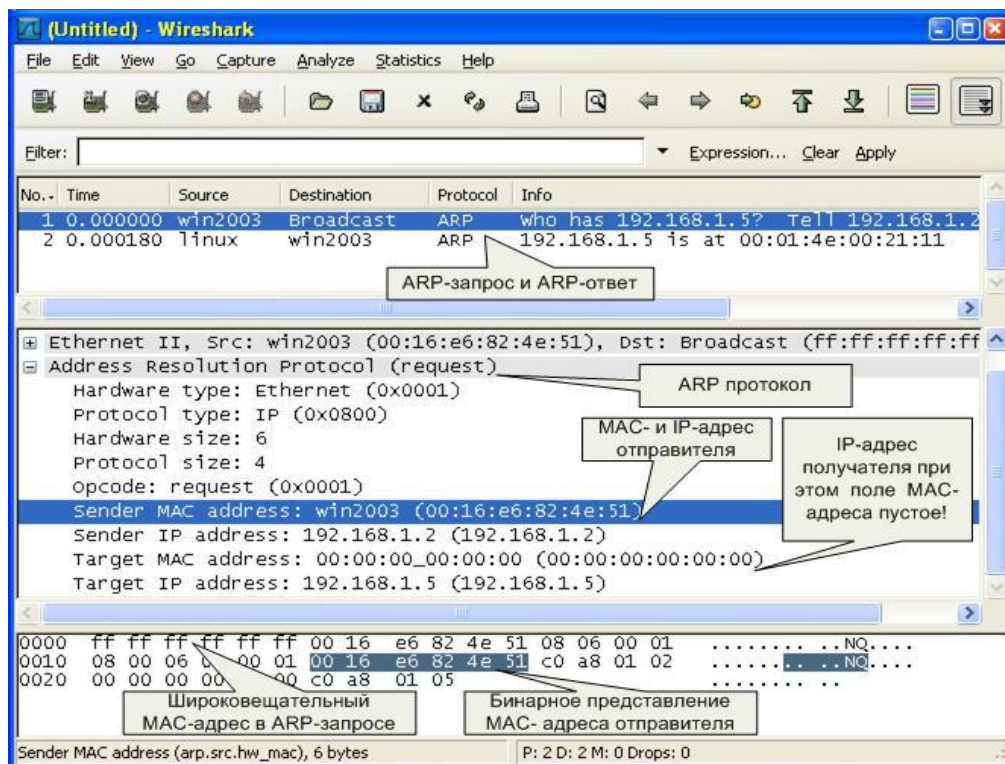 (Untitled) - Wireshark
File Edit View Go Capture Analyze Statistics Help
Filter: Expression... Clear Apply
No. Time Source Destination Protocol Info
1 0.000000 win2003 Broadcast ARP who has 192.168.1.5? Tell 192.168.1.2
2 0.000180 linux win2003 ARP 192.168.1.5 is at 00:01:4e:00:21:11
ARP-запрос и ARP-ответ
Ethernet II, Src: win2003 (00:16:e6:82:4e:51), Dst: Broadcast (ff:ff:ff:ff:ff
Address Resolution Protocol (request)
ARP протокол
Hardware type: Ethernet (0x0001)
Protocol type: IP (0x0800)
Hardware size: 6
Protocol size: 4
Opcode: request (0x0001)
MAC- и IP-адрес
отправителя
IP-адрес
получателя при
этом поле MAC-
адреса пустое!
Sender MAC address: win2003 (00:16:e6:82:4e:51)
Sender IP address: 192.168.1.2 (192.168.1.2)
Target MAC address: 00:00:00_00:00:00 (00:00:00:00:00:00)
Target IP address: 192.168.1.5 (192.168.1.5)
0000 ff ff ff ff ff ff 00 16 e6 82 4e 51 08 06 00 01 ........ ..NQ....
0010 08 00 06 00 01 00 16 e6 82 4e 51 c0 a8 01 02 ........ ..NQ....
0020 00 00 00 00 00 c0 a8 01 05 ........ ..
Широковещательный
MAC-адрес в ARP-запросе
Бинарное представление
MAC- адреса отправителя
Sender MAC address (arp.src.hw_mac), 6 bytes P: 2 D: 2 M: 0 Drops: 0